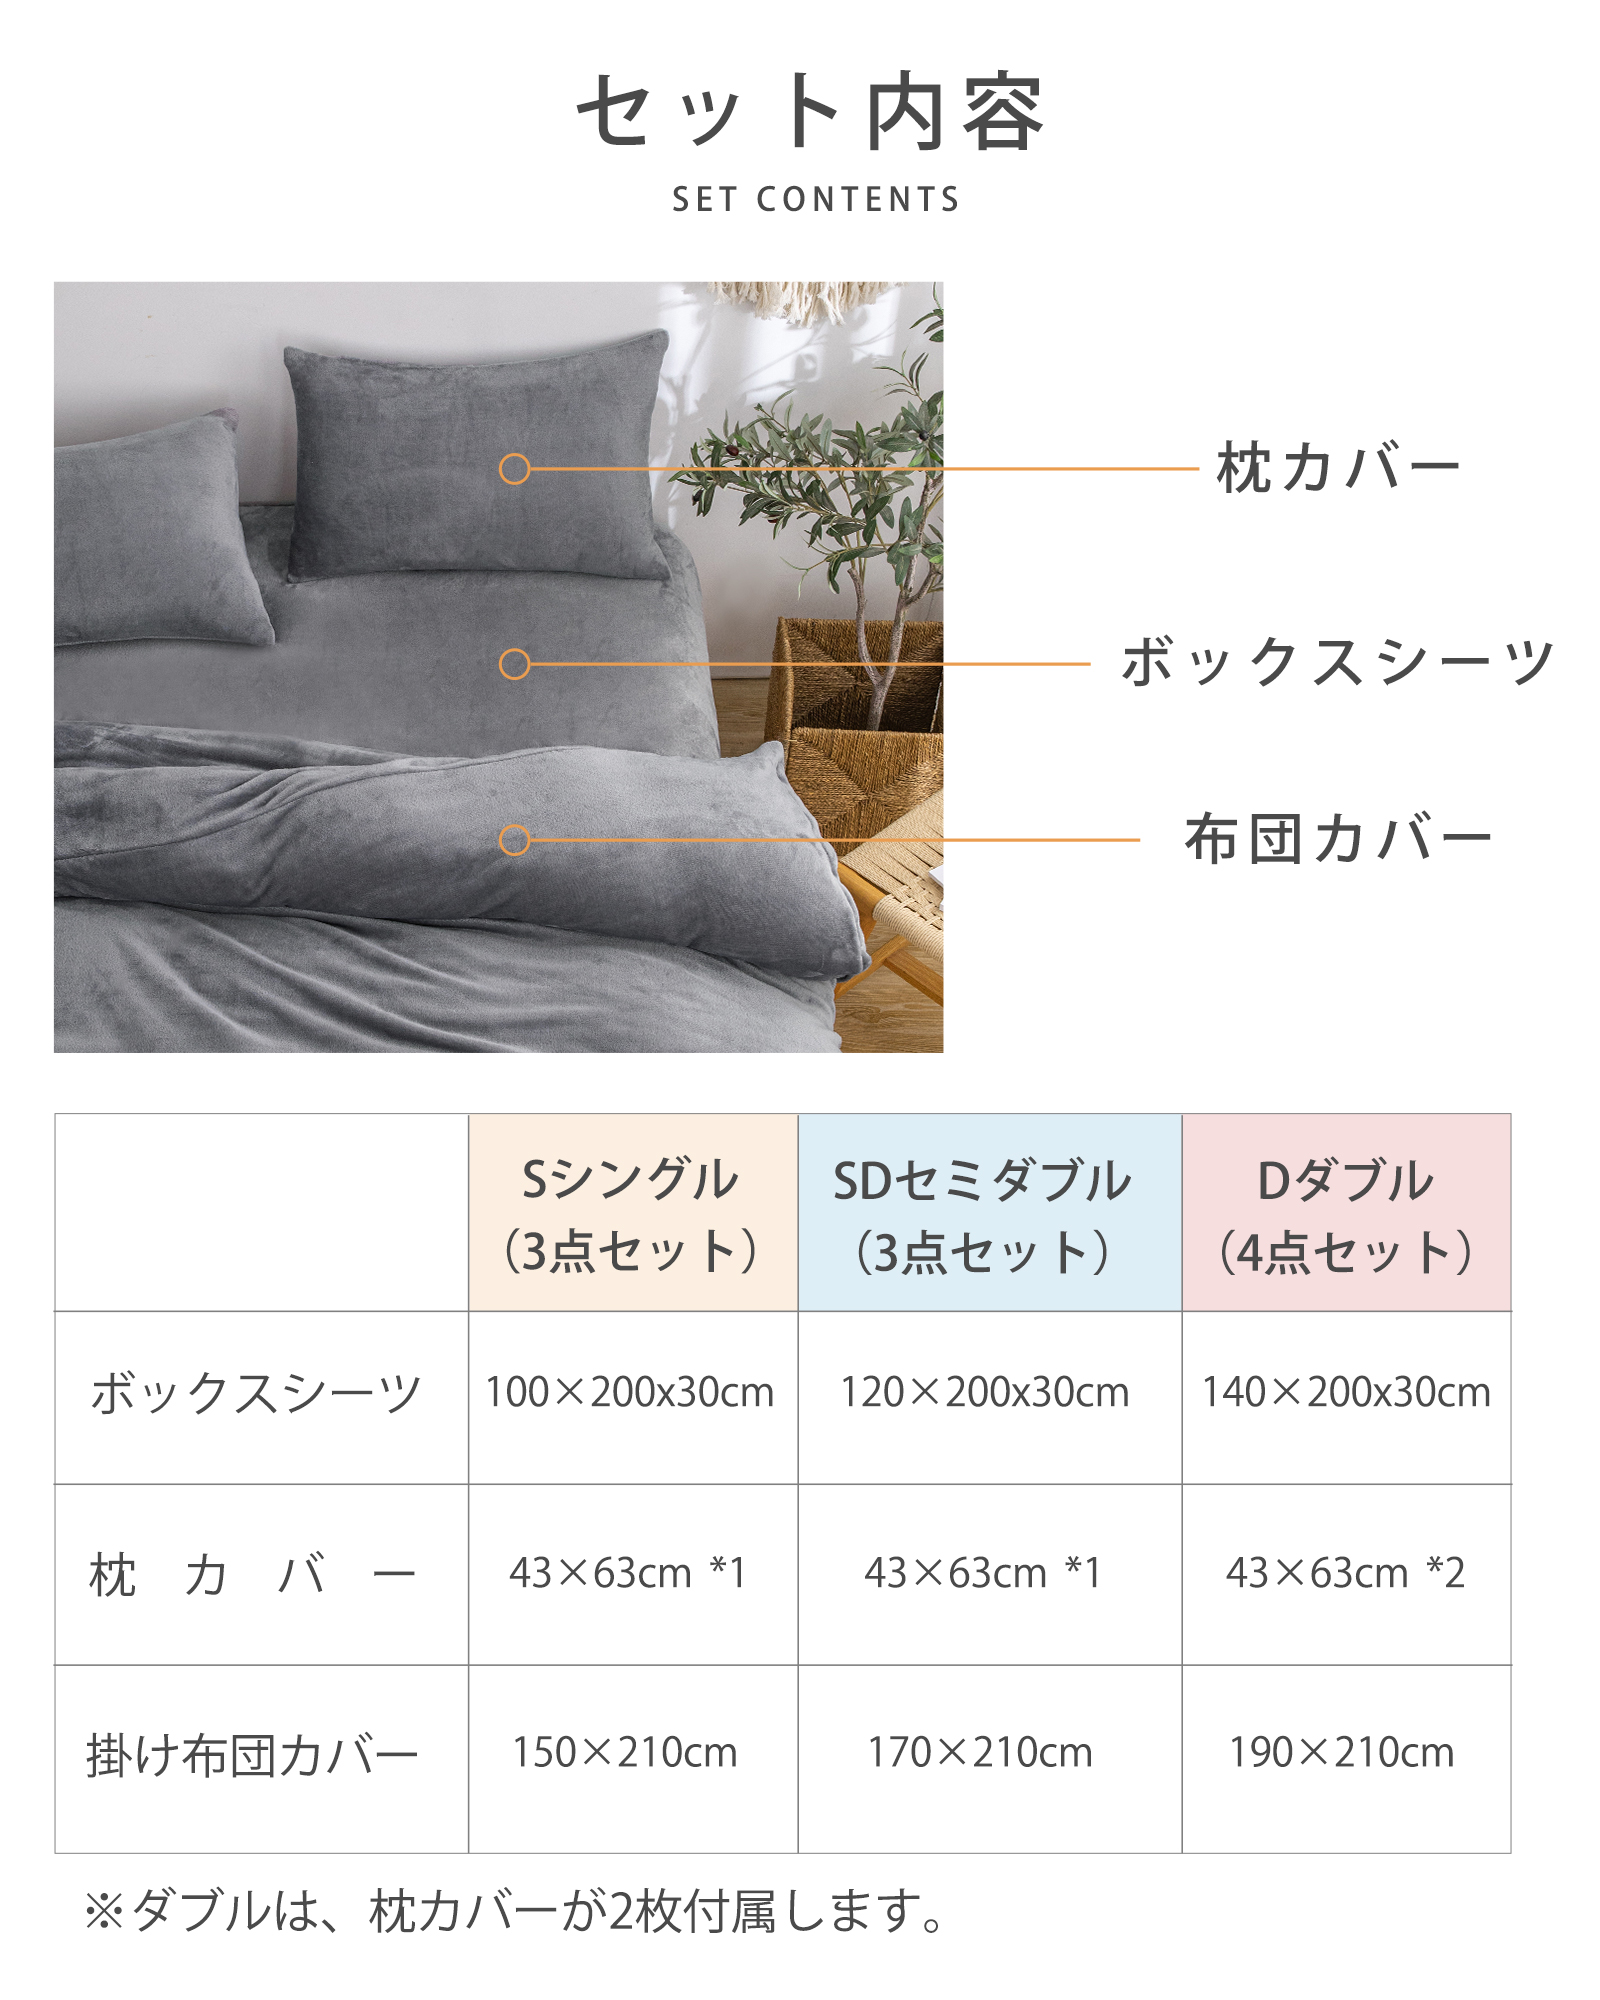 セット内容
SET CONTENTS
枕カバー
ボックスシーツ
布団カバー
Sシングル
（3点セット）
SDセミダブル
（3点セット）
Dダブル
（4点セット）
ボックスシーツ 100×200x30cm 120×200x30cm 140×200x30cm
枕カバー 43×63cm *1 43×63cm *1 43×63cm *2
掛け布団カバー 150×210cm 170×210cm 190×210cm
※ダブルは、枕カバーが2枚付属します。